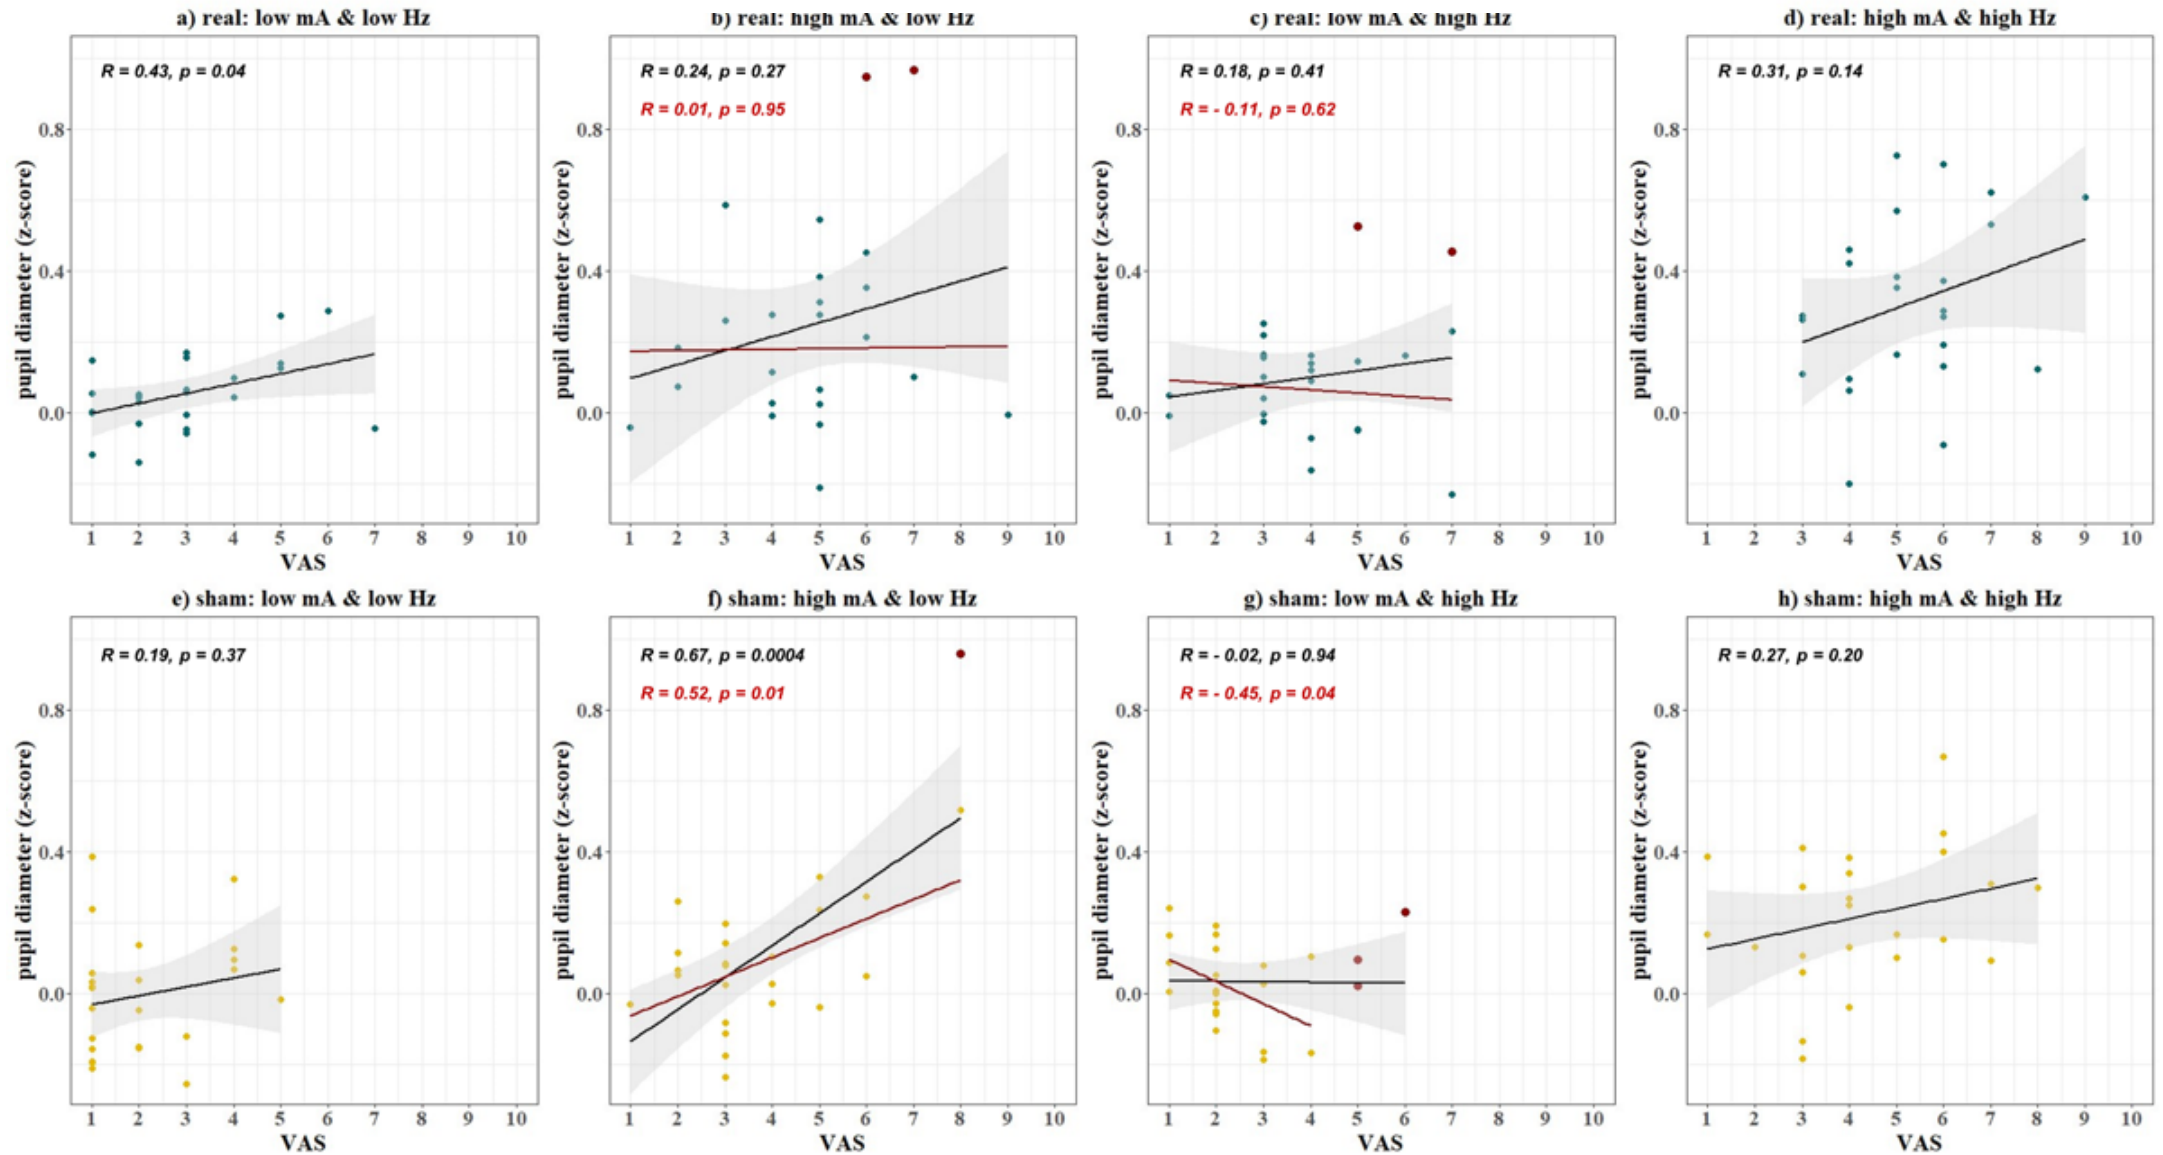 a) real: low mA & low Hz
b) real: high mA & low Hz
c) real: low mA & high Hz
d) real: high mA & high Hz
R = 0.43, p = 0.04
R = 0.24, p = 0.27
R = 0.01, p = 0.95
R = 0.18, p = 0.41
R = - 0.11, p = 0.62
R = 0.31, p = 0.14
pupil diameter (z-score)
0.8
0.4
0.0
1 2 3 4 5 6 7 8 9 10
VAS
pupil diameter (z-score)
0.8
0.4
0.0
1 2 3 4 5 6 7 8 9 10
VAS
pupil diameter (z-score)
0.8
0.4
0.0
1 2 3 4 5 6 7 8 9 10
VAS
pupil diameter (z-score)
0.8
0.4
0.0
1 2 3 4 5 6 7 8 9 10
VAS
e) sham: low mA & low Hz
f) sham: high mA & low Hz
g) sham: low mA & high Hz
h) sham: high mA & high Hz
R = 0.19, p = 0.37
R = 0.67, p = 0.0004
R = 0.52, p = 0.01
R = - 0.02, p = 0.94
R = - 0.45, p = 0.04
R = 0.27, p = 0.20
pupil diameter (z-score)
0.8
0.4
0.0
1 2 3 4 5 6 7 8 9 10
VAS
pupil diameter (z-score)
0.8
0.4
0.0
1 2 3 4 5 6 7 8 9 10
VAS
pupil diameter (z-score)
0.8
0.4
0.0
1 2 3 4 5 6 7 8 9 10
VAS
pupil diameter (z-score)
0.8
0.4
0.0
1 2 3 4 5 6 7 8 9 10
VAS